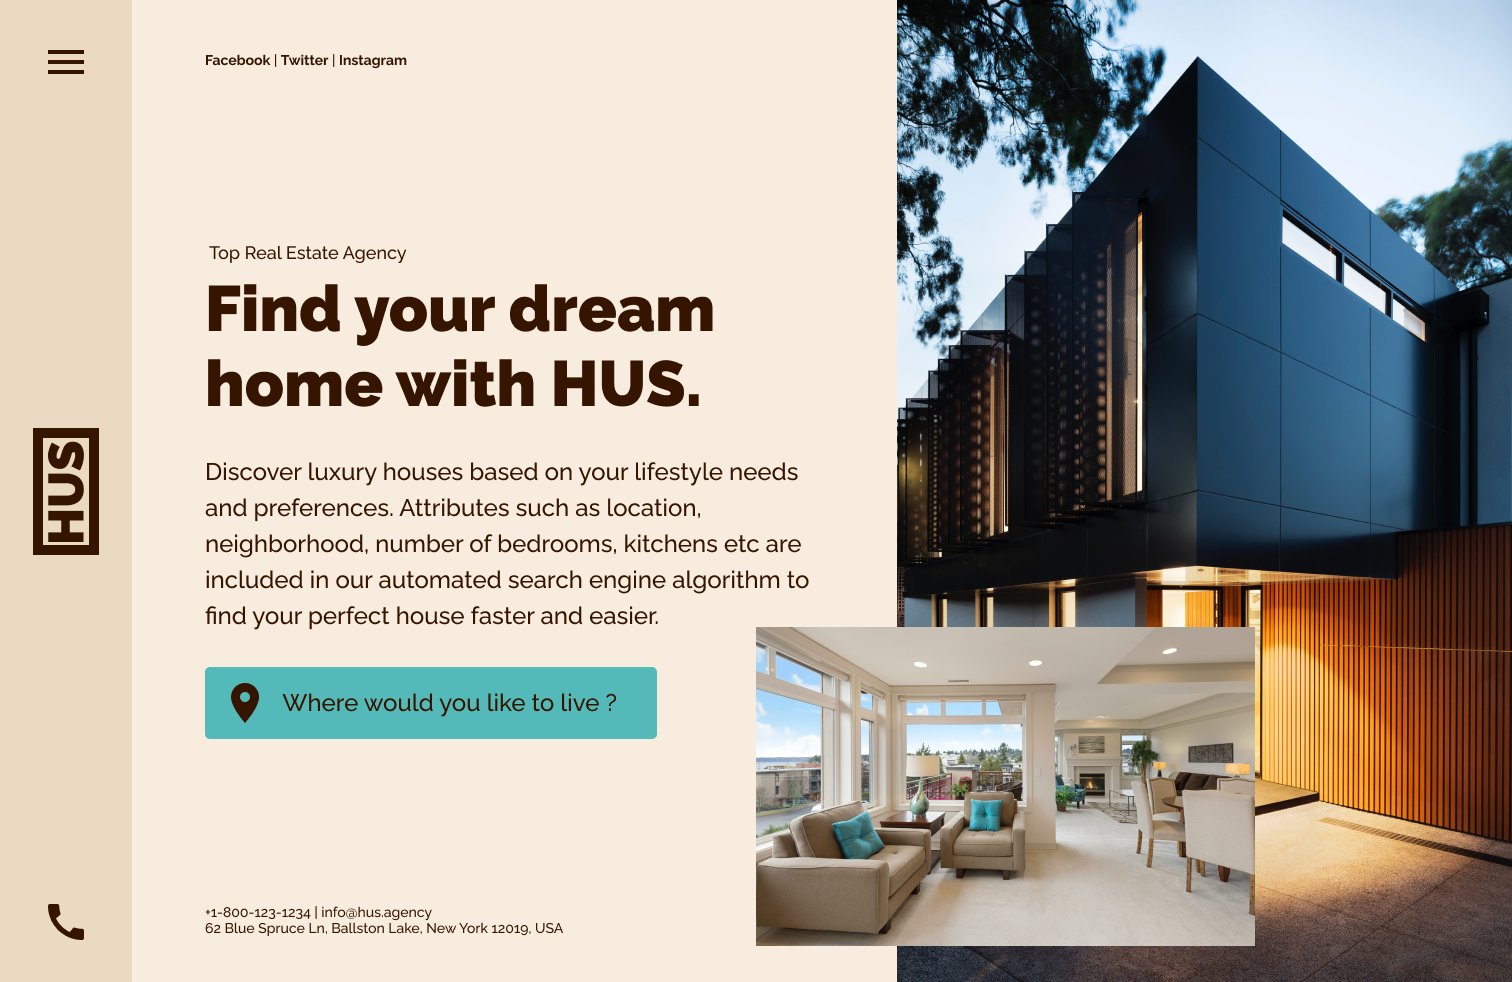 Facebook | Twitter | Instagram
Top Real Estate Agency
Find your dream
home with HUS.
HUS
Discover luxury houses based on your lifestyle needs
and preferences. Attributes such as location,
neighborhood, number of bedrooms, kitchens etc are
included in our automated search engine algorithm to
find your perfect house faster and easier.
Where would you like to live ?
+1-800-123-1234 | info@hus.agency
62 Blue Spruce Ln, Ballston Lake, New York 12019, USA